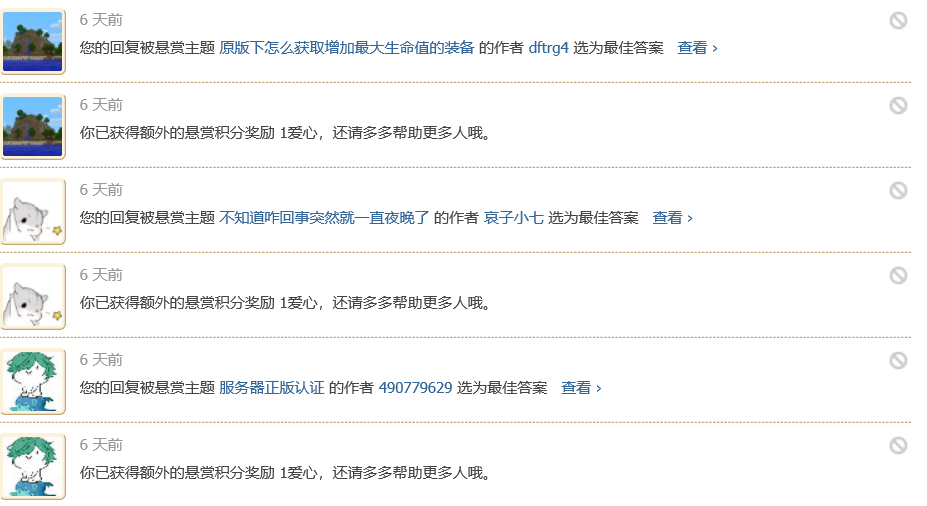 6 天前
您的回复被悬赏主题 原版下怎么获取增加最大生命值的装备 的作者 dftrg4 选为最佳答案 查看 ›
6 天前
你已获得额外的悬赏积分奖励 1爱心，还请多多帮助更多人哦。
6 天前
您的回复被悬赏主题 不知道咋回事突然就一直夜晚了 的作者 哀子小七 选为最佳答案 查看 ›
6 天前
你已获得额外的悬赏积分奖励 1爱心，还请多多帮助更多人哦。
6 天前
您的回复被悬赏主题 服务器正版认证 的作者 490779629 选为最佳答案 查看 ›
6 天前
你已获得额外的悬赏积分奖励 1爱心，还请多多帮助更多人哦。